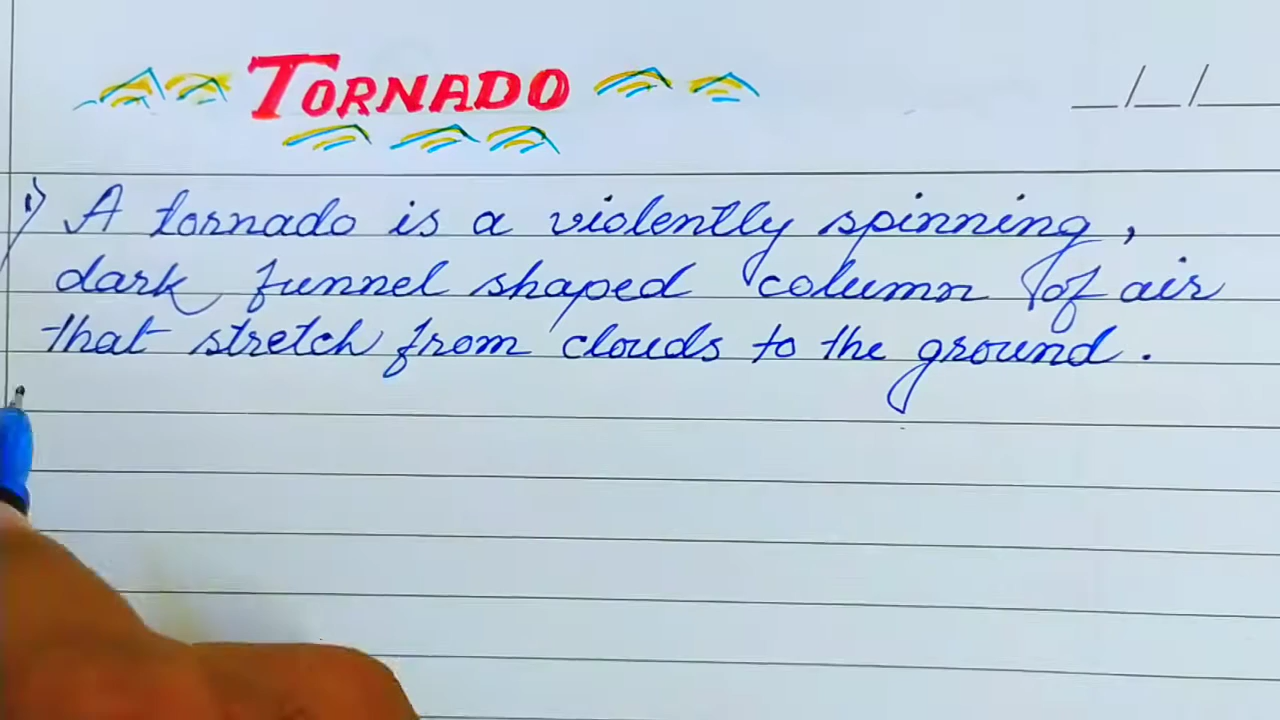 TORNADO
__/__/__
1) A tornado is a violently spinning,
dark funnel shaped column of air
that stretch from clouds to the ground.